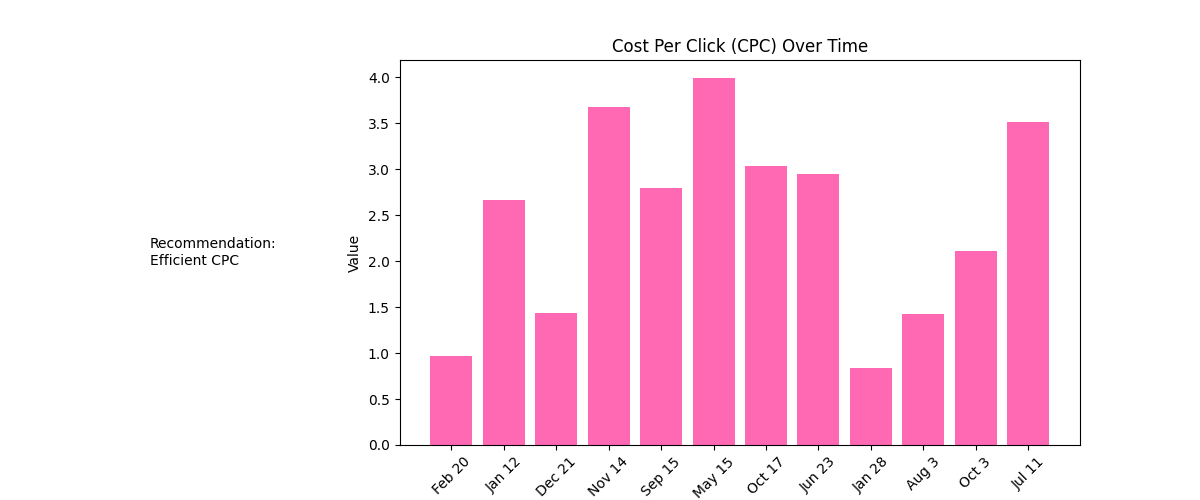 Cost Per Click (CPC) Over Time
Recommendation:
Efficient CPC
Value
4.0
3.5
3.0
2.5
2.0
1.5
1.0
0.5
0.0
Feb 20
Jan 12
Dec 21
Nov 14
Sep 15
May 15
Oct 17
Jun 23
Jan 28
Aug 3
Oct 3
Jul 11